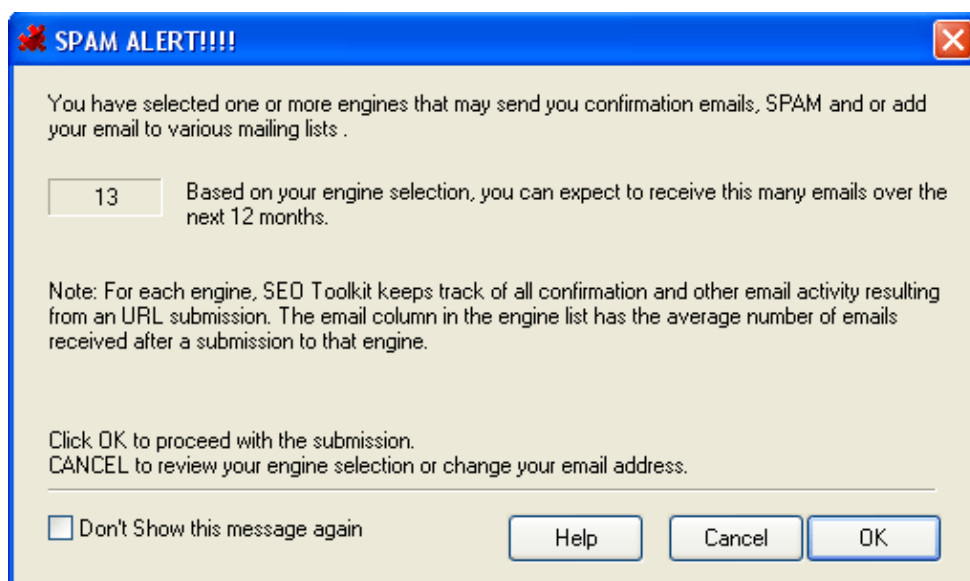 SPAM ALERT!!!!
You have selected one or more engines that may send you confirmation emails, SPAM and or add
your email to various mailing lists .
13
Based on your engine selection, you can expect to receive this many emails over the
next 12 months.
Note: For each engine, SEO Toolkit keeps track of all confirmation and other email activity resulting
from an URL submission. The email column in the engine list has the average number of emails
received after a submission to that engine.
Click OK to proceed with the submission.
CANCEL to review your engine selection or change your email address.
Don't Show this message again
Help
Cancel
OK